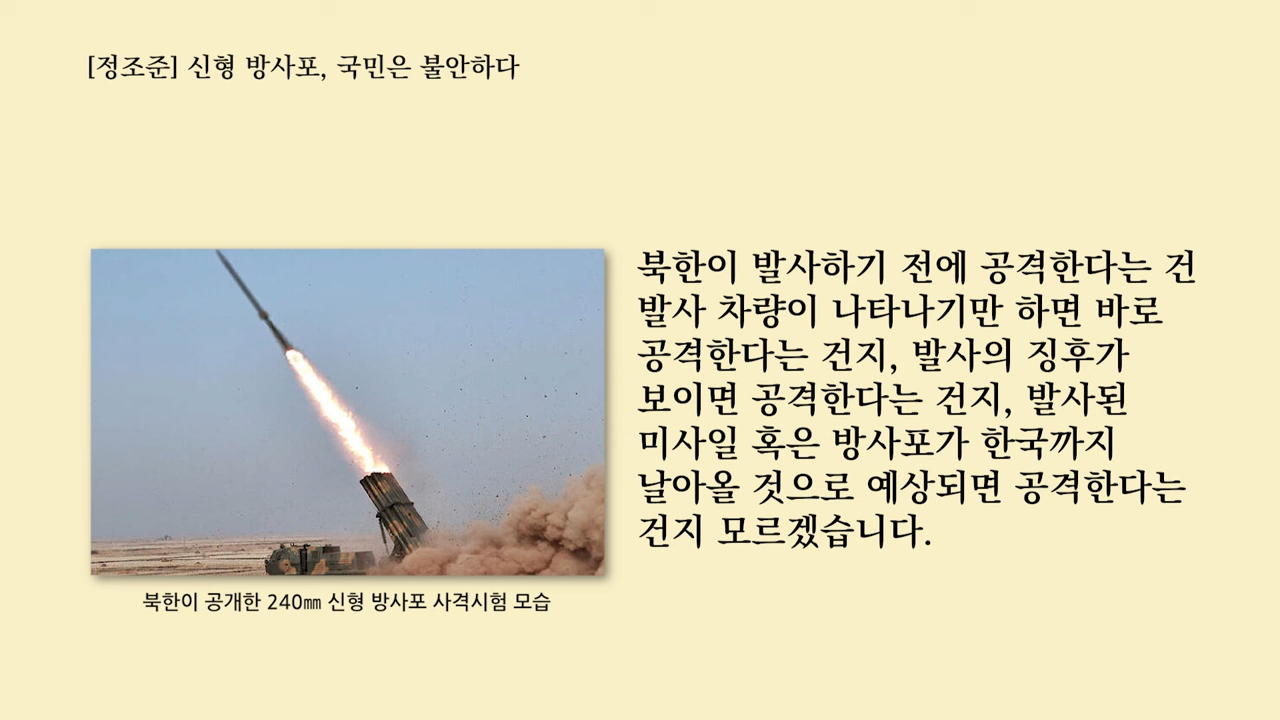 [정조준] 신형 방사포, 국민은 불안하다
북한이 발사하기 전에 공격한다는 건
발사 차량이 나타나기만 하면 바로
공격한다는 건지, 발사의 징후가
보이면 공격한다는 건지, 발사된
미사일 혹은 방사포가 한국까지
날아올 것으로 예상되면 공격한다는
건지 모르겠습니다.
북한이 공개한 240㎜ 신형 방사포 사격시험 모습